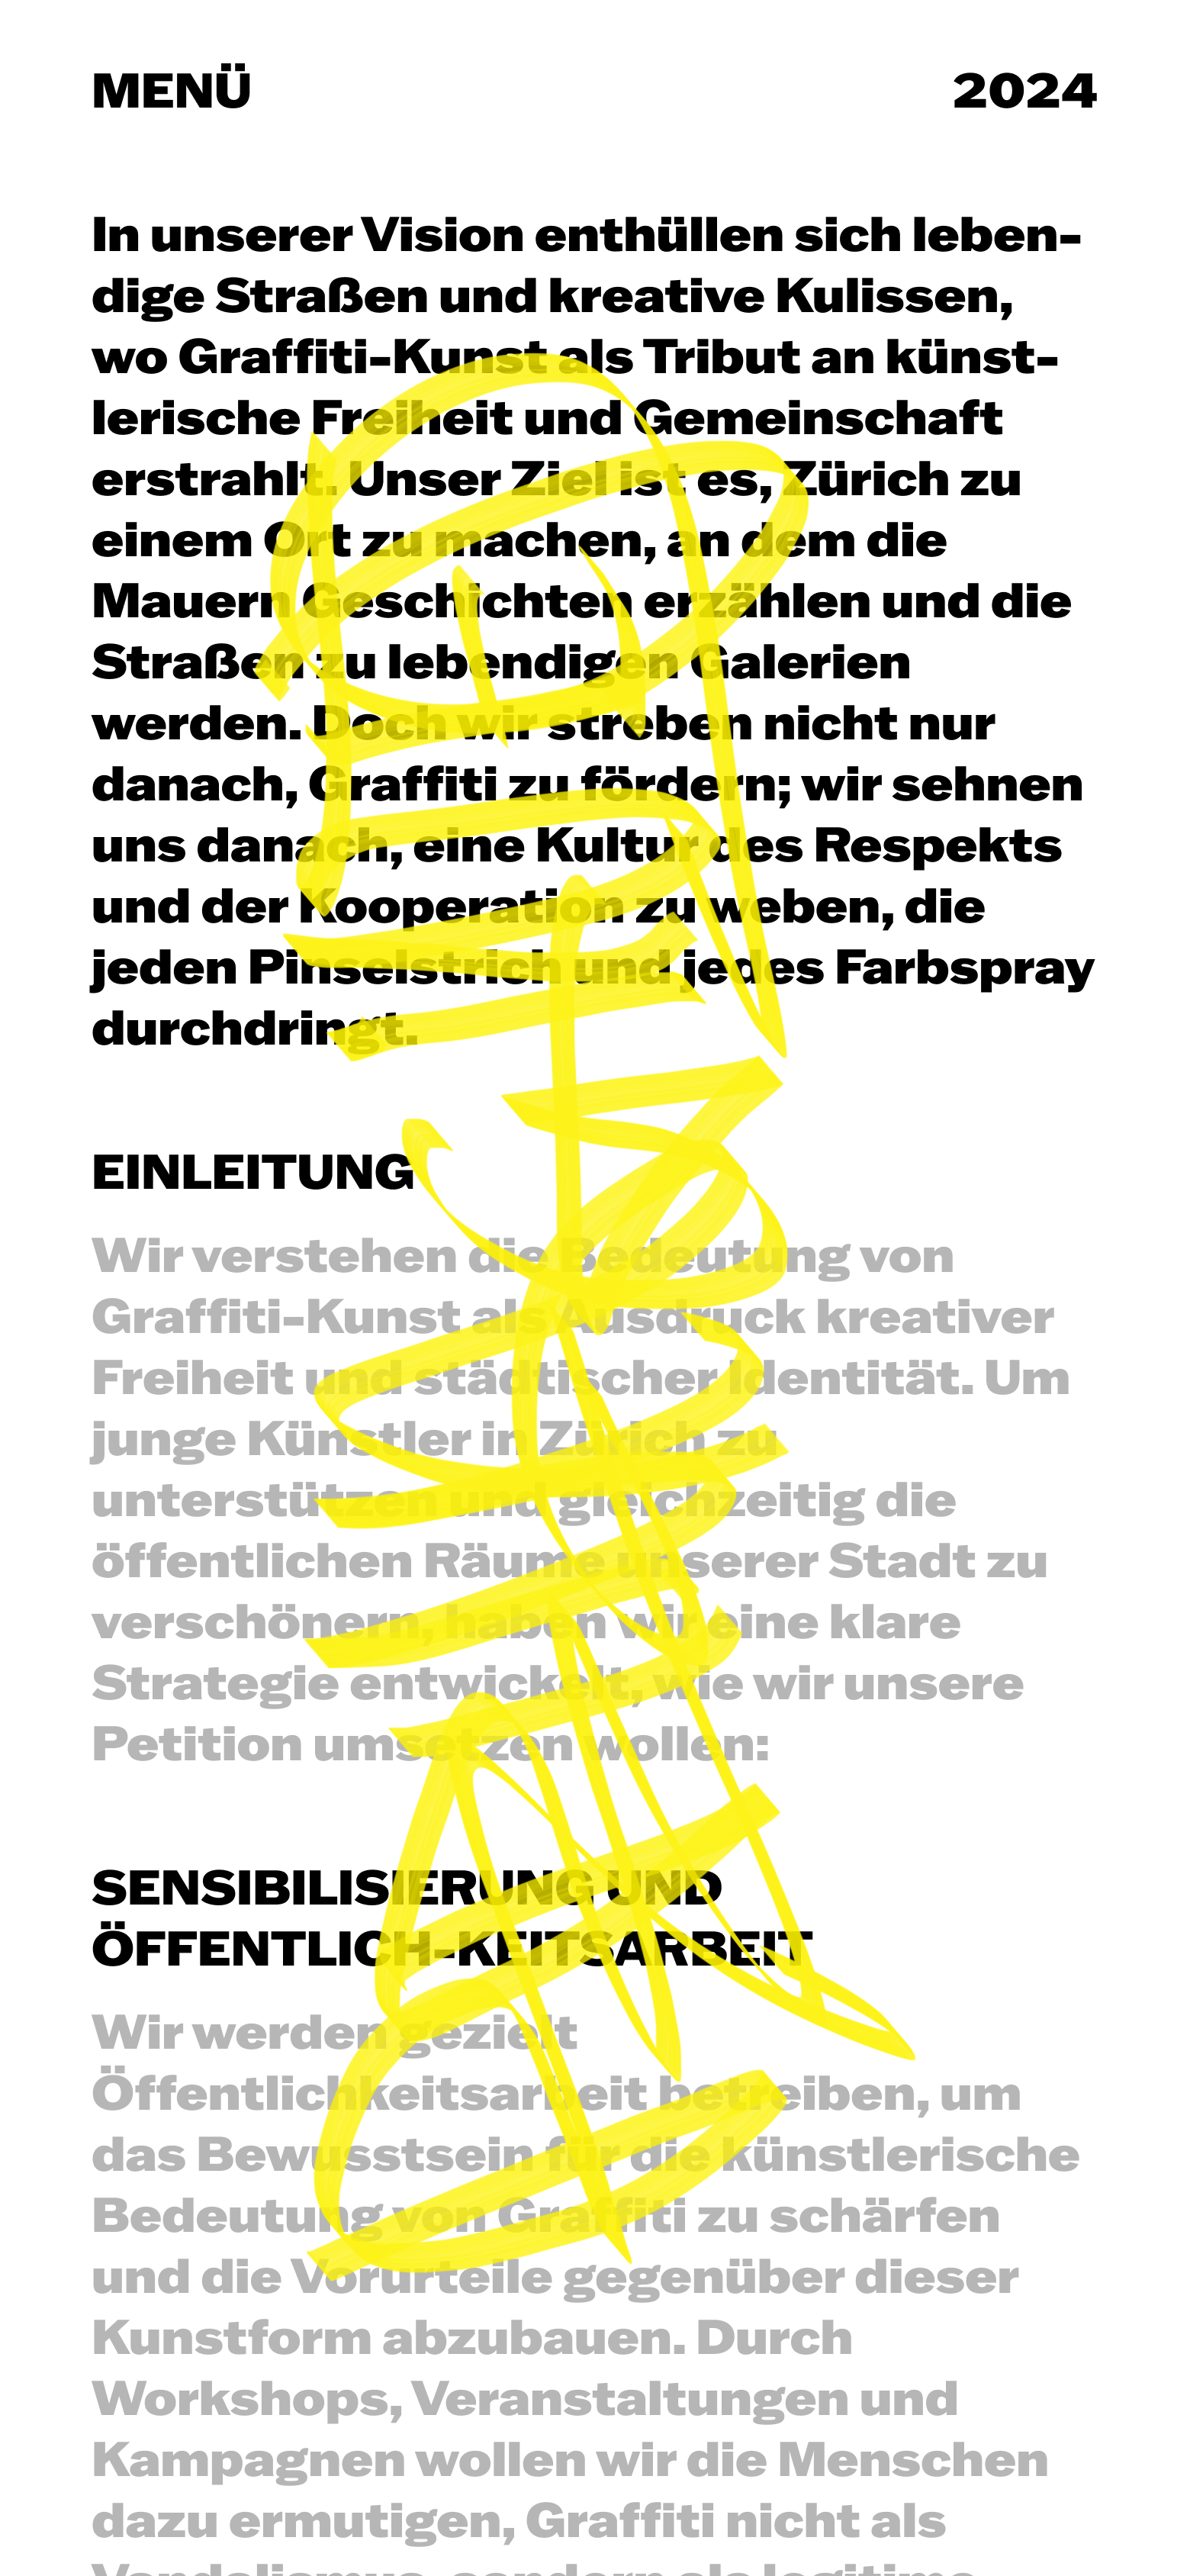 MENÜ 2024
In unserer Vision enthüllen sich leben-
dige Straßen und kreative Kulissen,
wo Graffiti-Kunst als Tribut an künst-
lerische Freiheit und Gemeinschaft
erstrahlt. Unser Ziel ist es, Zürich zu
einem Ort zu machen, an dem die
Mauern Geschichten erzählen und die
Straßen zu lebendigen Galerien
werden. Doch wir streben nicht nur
danach, Graffiti zu fördern; wir sehnen
uns danach, eine Kultur des Respekts
und der Kooperation zu weben, die
jeden Pinselstrich und jedes Farbspray
durchdringt.
EINLEITUNG
Wir verstehen die Bedeutung von
Graffiti-Kunst als Ausdruck kreativer
Freiheit und städtischer Identität. Um
junge Künstler in Zürich zu
unterstützen und gleichzeitig die
öffentlichen Räume unserer Stadt zu
verschönern, haben wir eine klare
Strategie entwickelt, wie wir unsere
Petition umsetzen wollen:
SENSIBILISIERUNG UND
ÖFFENTLICH-KEITSARBEIT
Wir werden gezielt
Öffentlichkeitsarbeit betreiben, um
das Bewusstsein für die künstlerische
Bedeutung von Graffiti zu schärfen
und die Vorurteile gegenüber dieser
Kunstform abzubauen. Durch
Workshops, Veranstaltungen und
Kampagnen wollen wir die Menschen
dazu ermutigen, Graffiti nicht als